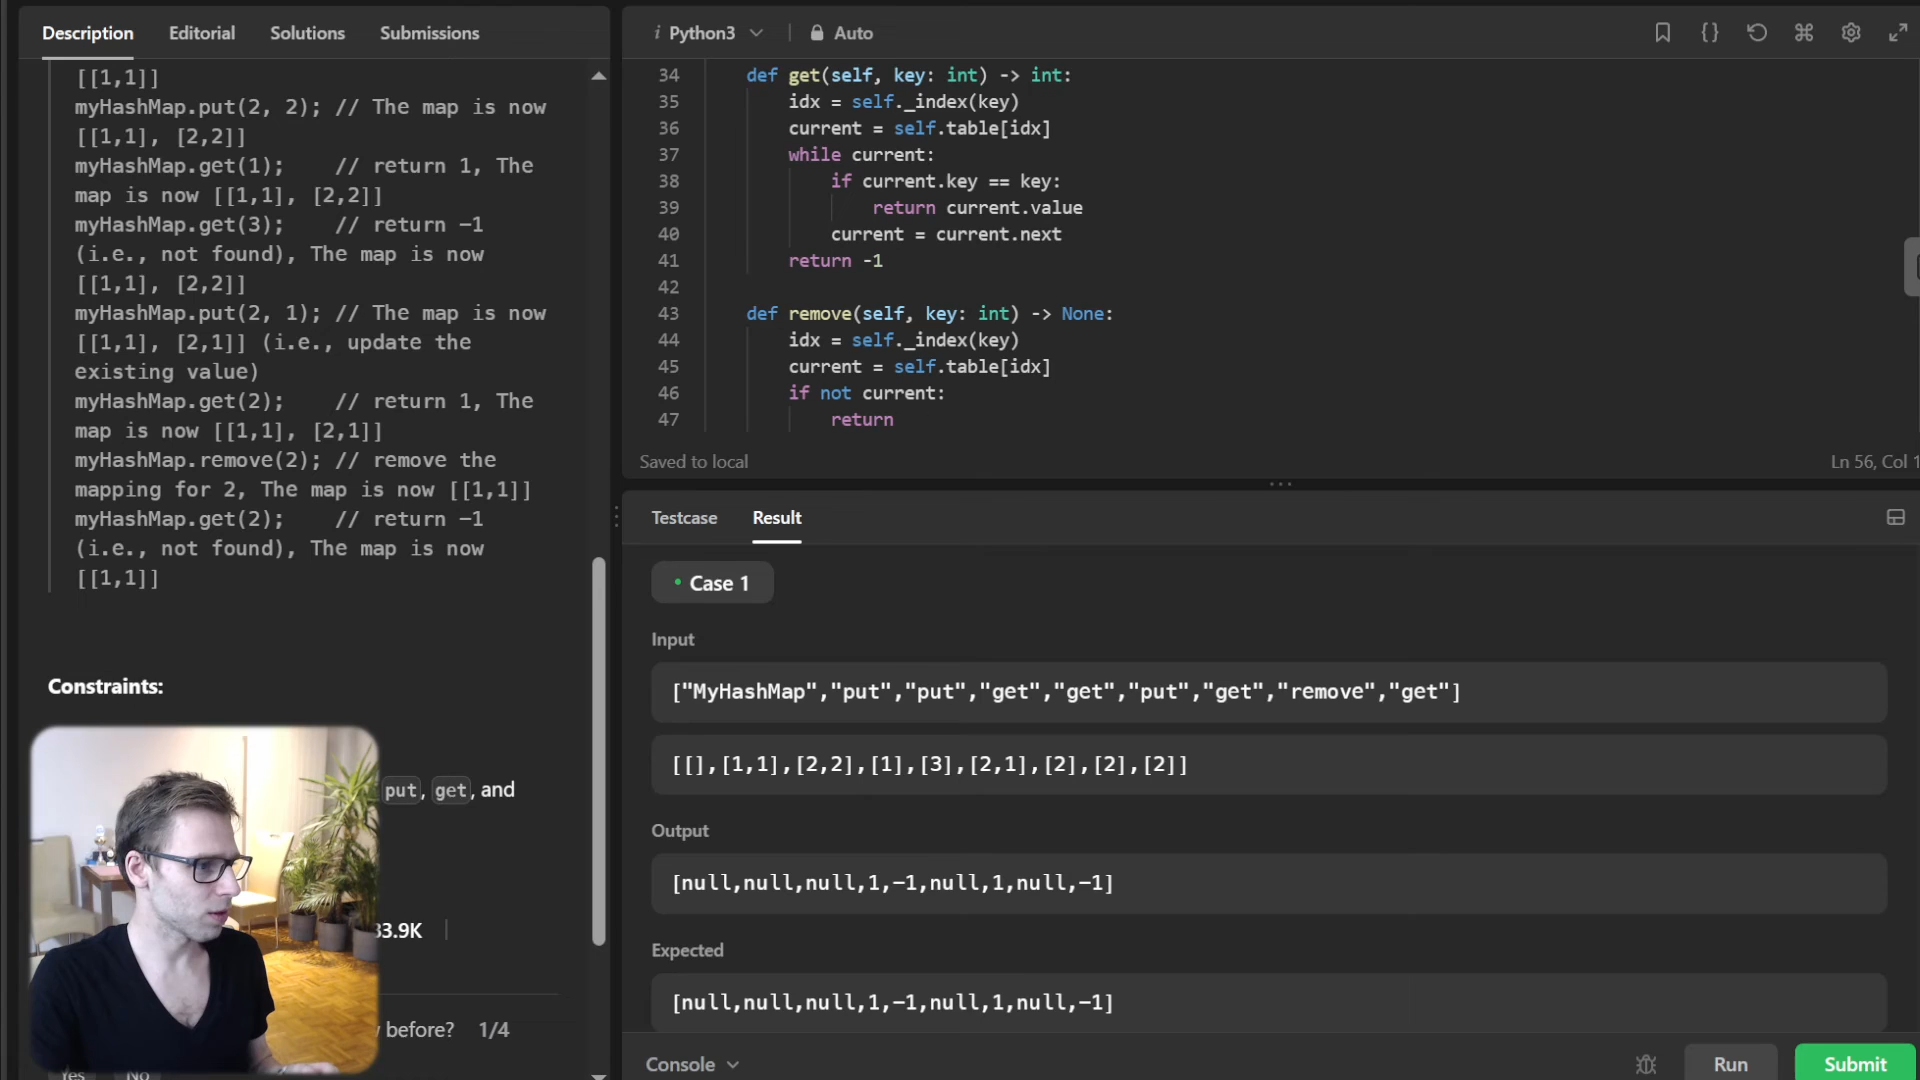 Description Editorial Solutions Submissions
[[1,1]]
myHashMap.put(2, 2); // The map is now
[[1,1], [2,2]]
myHashMap.get(1);    // return 1, The
map is now [[1,1], [2,2]]
myHashMap.get(3);    // return -1
(i.e., not found), The map is now
[[1,1], [2,2]]
myHashMap.put(2, 1); // The map is now
[[1,1], [2,1]] (i.e., update the
existing value)
myHashMap.get(2);    // return 1, The
map is now [[1,1], [2,1]]
myHashMap.remove(2); // remove the
mapping for 2, The map is now [[1,1]]
myHashMap.get(2);    // return -1
(i.e., not found), The map is now
[[1,1]]
Constraints:
put, get, and
33.9K
before? 1/4
Yes No
i Python3 Auto
34 def get(self, key: int) -> int:
35 idx = self._index(key)
36 current = self.table[idx]
37 while current:
38 if current.key == key:
39 return current.value
40 current = current.next
41 return -1
42
43 def remove(self, key: int) -> None:
44 idx = self._index(key)
45 current = self.table[idx]
46 if not current:
47 return
Saved to local
Ln 56, Col 1
Testcase Result
Case 1
Input
["MyHashMap","put","put","get","get","put","get","remove","get"]
[[],[1,1],[2,2],[1],[3],[2,1],[2],[2],[2]]
Output
[null,null,null,1,-1,null,1,null,-1]
Expected
[null,null,null,1,-1,null,1,null,-1]
Console Run Submit